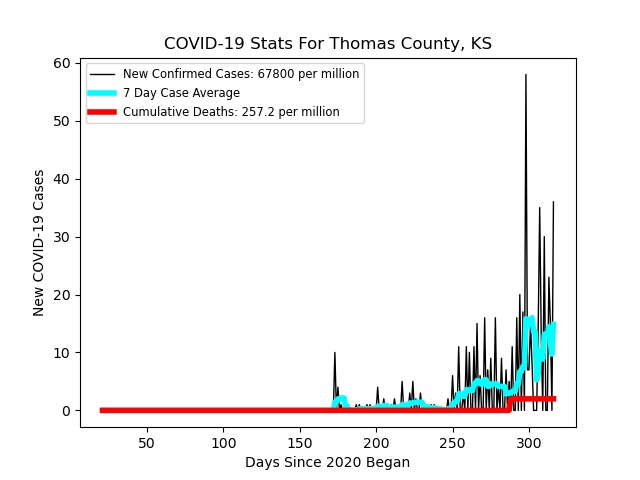 COVID-19 Stats For Thomas County, KS
New Confirmed Cases: 67800 per million
7 Day Case Average
Cumulative Deaths: 257.2 per million
New COVID-19 Cases
60
50
40
30
20
10
0
50 100 150 200 250 300
Days Since 2020 Began